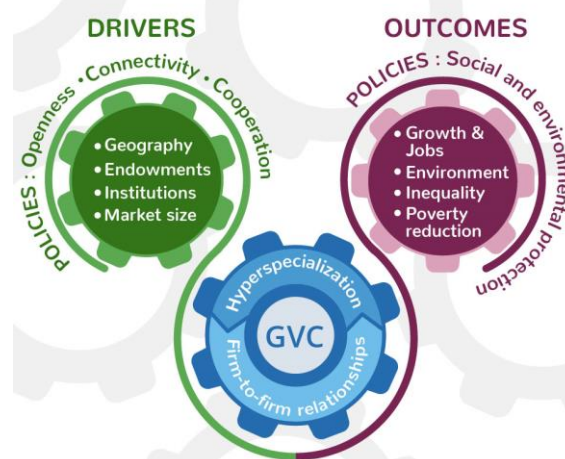 DRIVERS
POLICIES : Openness • Connectivity • Cooperation
• Geography
• Endowments
• Institutions
• Market size
OUTCOMES
POLICIES : Social and environmental protection
• Growth &
Jobs
• Environment
• Inequality
• Poverty
reduction
Hyperspecialization
GVC
Firm-to-firm relationships